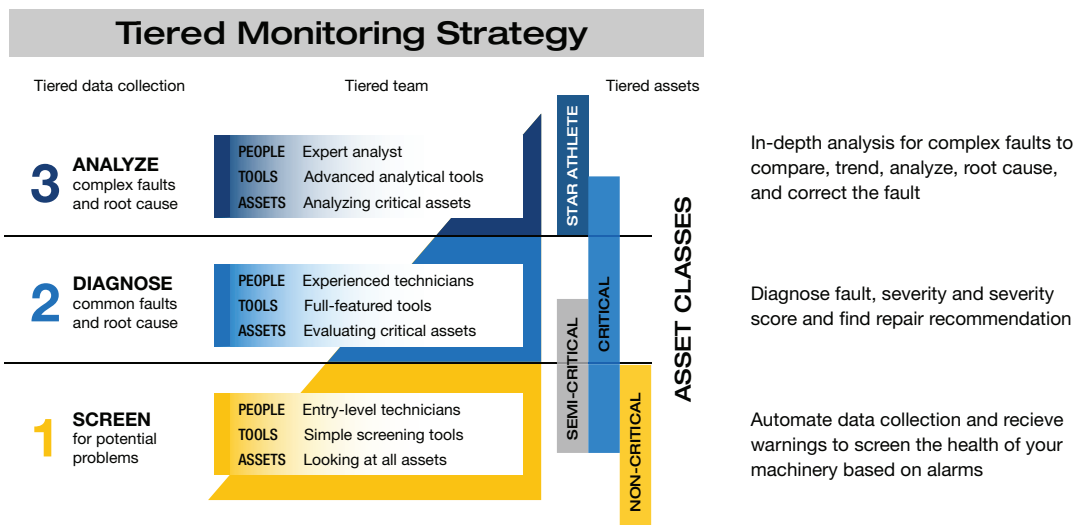 Tiered Monitoring Strategy
Tiered data collection
Tiered team
Tiered assets
3
ANALYZE
complex faults
and root cause
PEOPLE Expert analyst
TOOLS Advanced analytical tools
ASSETS Analyzing critical assets
STAR ATHLETE
In-depth analysis for complex faults to
compare, trend, analyze, root cause,
and correct the fault
2
DIAGNOSE
common faults
and root cause
PEOPLE Experienced technicians
TOOLS Full-featured tools
ASSETS Evaluating critical assets
CRITICAL
ASSET CLASSES
Diagnose fault, severity and severity
score and find repair recommendation
1
SCREEN
for potential
problems
PEOPLE Entry-level technicians
TOOLS Simple screening tools
ASSETS Looking at all assets
SEMI-CRITICAL
NON-CRITICAL
Automate data collection and recieve
warnings to screen the health of your
machinery based on alarms